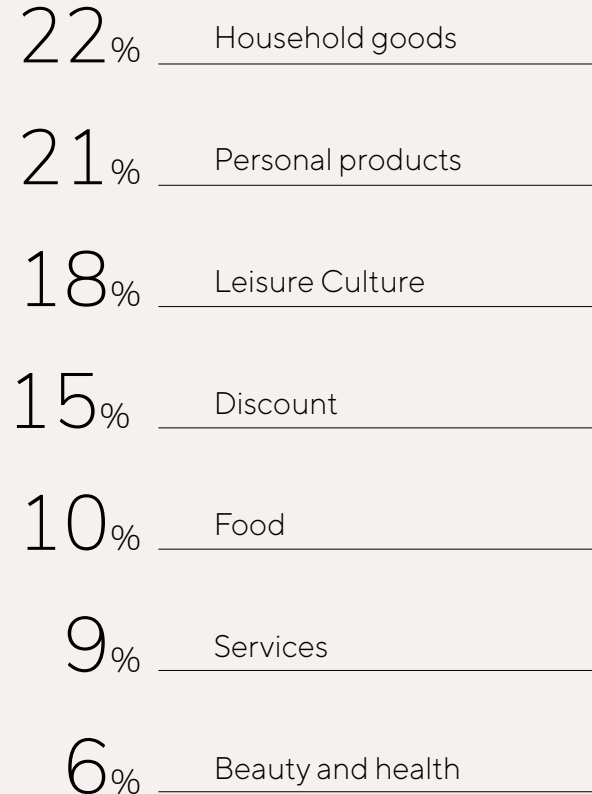 22% Household goods
21% Personal products
18% Leisure Culture
15% Discount
10% Food
9% Services
6% Beauty and health